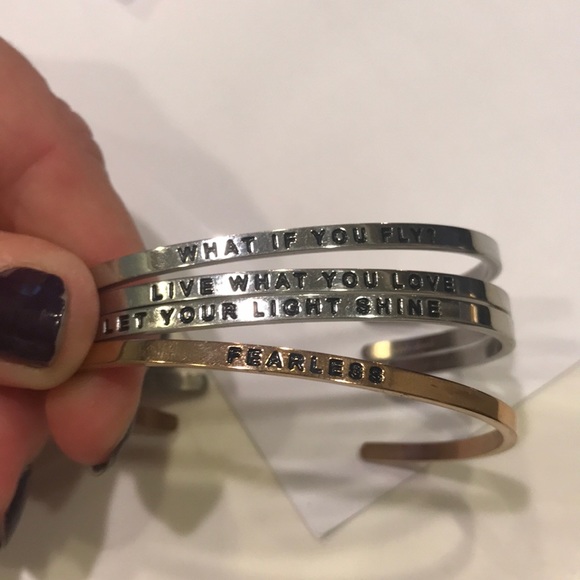 WHAT IF YOU FLY?
LIVE WHAT YOU LOVE
LET YOUR LIGHT SHINE
FEARLESS